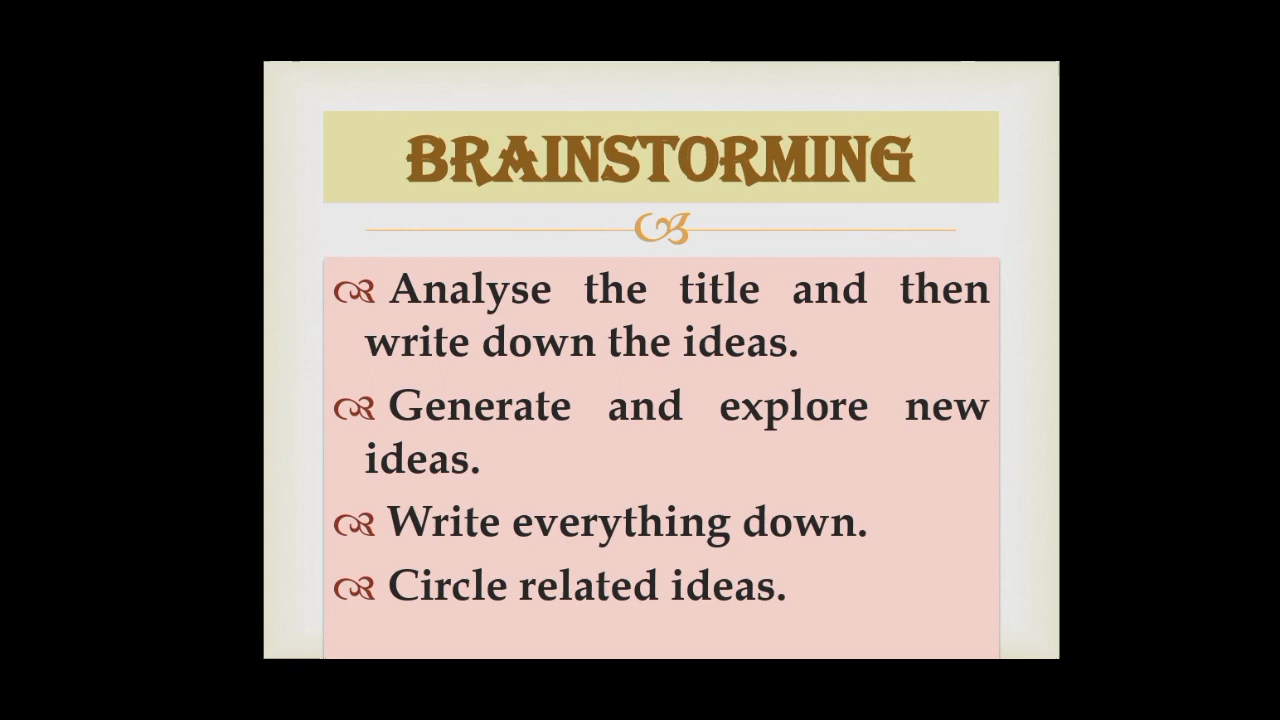 BRAINSTORMING
Analyse the title and then
write down the ideas.
Generate and explore new
ideas.
Write everything down.
Circle related ideas.